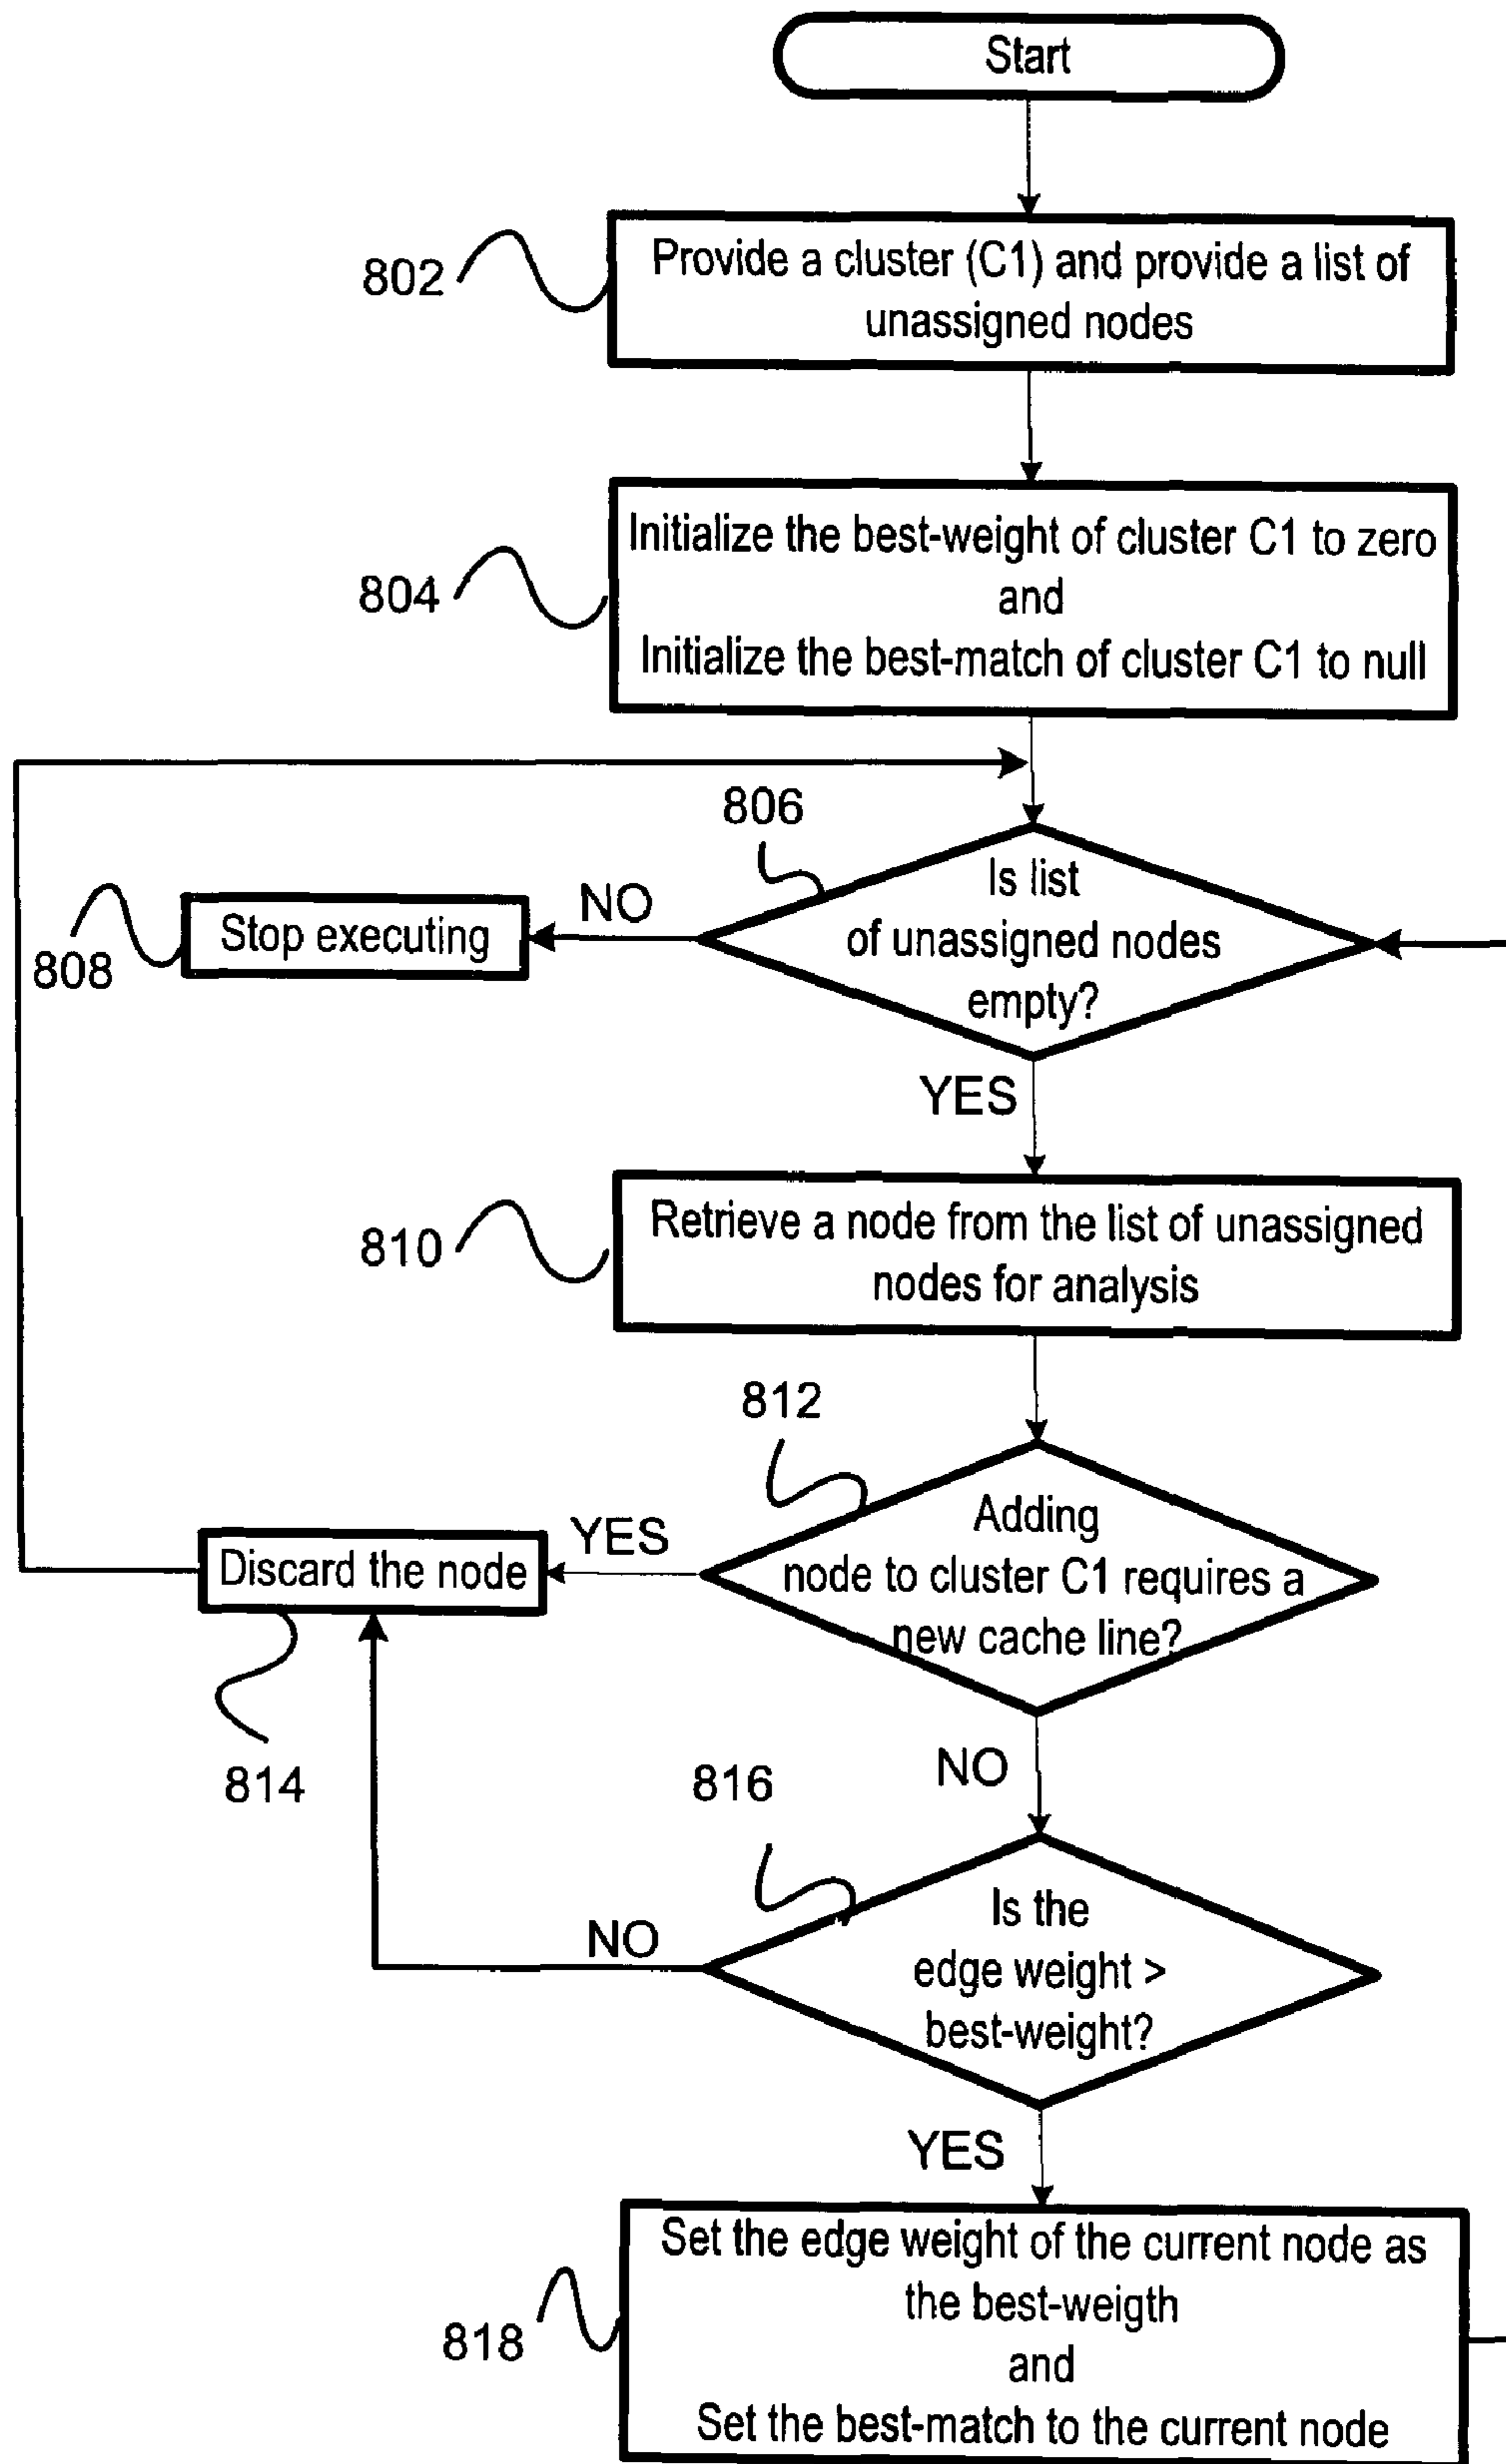 Start
802
Provide a cluster (C1) and provide a list of
unassigned nodes
804
Initialize the best-weight of cluster C1 to zero
and
Initialize the best-match of cluster C1 to null
806
Is list
of unassigned nodes
empty?
NO
Stop executing
808
YES
810
Retrieve a node from the list of unassigned
nodes for analysis
812
Adding
node to cluster C1 requires a
new cache line?
YES
Discard the node
814
NO
816
Is the
edge weight >
best-weight?
NO
YES
818
Set the edge weight of the current node as
the best-weigth
and
Set the best-match to the current node